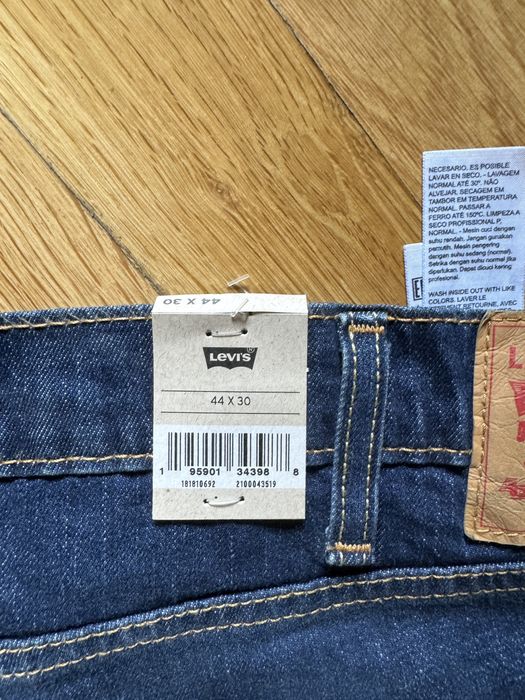 NECESARIO, ES POSIBLE
LAVAR EN SECO. - LAVAGEM
NORMAL ATÉ 30°. NÃO
ALVEJAR. SECAGEM EM
TAMBOR EM TEMPERATURA
NORMAL. PASSAR A
FERRO ATÉ 150°C. LIMPEZA A
SECO PROFISSIONAL P,
NORMAL. - Mesin cuci dengan
suhu rendah. Jangan gunakan
pemutih. Mesin pengering
dengan suhu sedang (normal).
Setrika dengan suhu normal jika
diperlukan. Dapat dicuci kering
profesional.
WASH INSIDE OUT WITH LIKE
COLORS. LAVER LE
RETOURNE, AVEC
44 X 30
LEVI'S
44 X 30
1 95901 34398 8
181810692 2100043519